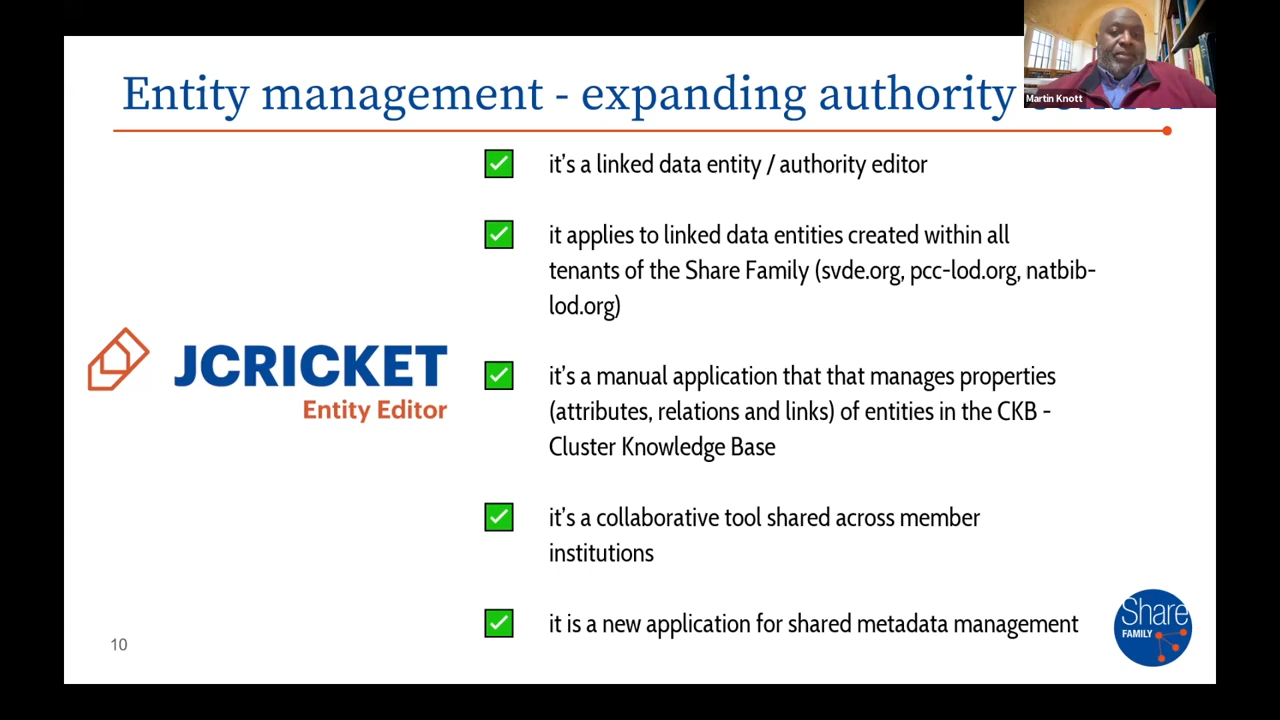 Entity management - expanding authority
Martin Knott
it's a linked data entity / authority editor
it applies to linked data entities created within all
tenants of the Share Family (svde.org, pcc-lod.org, natbib-
lod.org)
JCRICKET
Entity Editor
it's a manual application that that manages properties
(attributes, relations and links) of entities in the CKB -
Cluster Knowledge Base
it's a collaborative tool shared across member
institutions
it is a new application for shared metadata management
Share
FAMILY
10